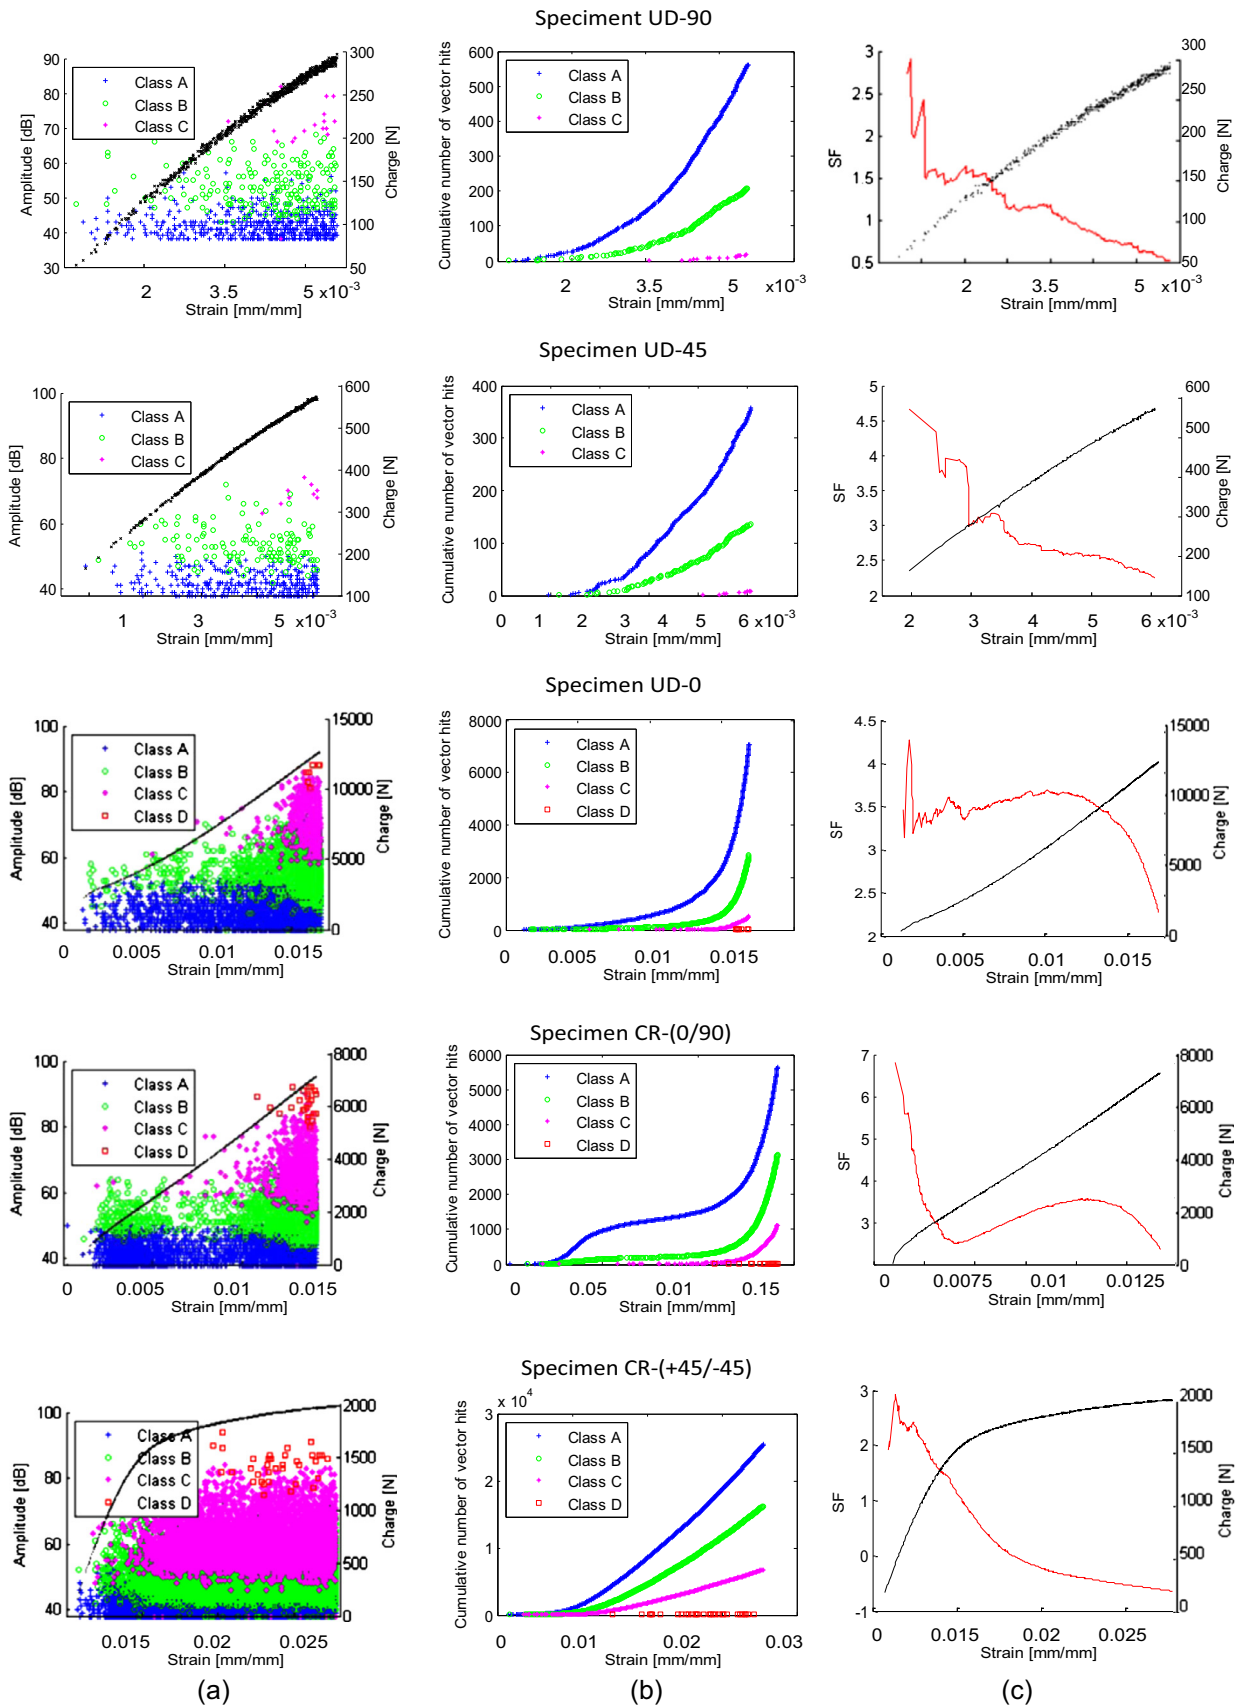 Speciment UD-90
Amplitude [dB]
90
80
70
60
50
40
30
Class A
Class B
Class C
300
250
200
150
100
50
Charge [N]
2 3.5 5 x10-3
Strain [mm/mm]
Cumulative number of vector hits
600
500
400
300
200
100
0
Class A
Class B
Class C
2 3.5 5 x10-3
Strain [mm/mm]
SF
3
2.5
2
1.5
1
0.5
300
250
200
150
100
50
Charge [N]
2 3.5 5 x10-3
Strain [mm/mm]
Specimen UD-45
Amplitude [dB]
100
80
60
40
Class A
Class B
Class C
600
500
400
300
200
100
Charge [N]
1 3 5 x10-3
Strain [mm/mm]
Cumulative number of vector hits
400
300
200
100
0
Class A
Class B
Class C
0 1 2 3 4 5 6 x10-3
Strain [mm/mm]
SF
5
4.5
4
3.5
3
2.5
2
600
500
400
300
200
100
Charge [N]
2 3 4 5 6 x10-3
Strain [mm/mm]
Specimen UD-0
Amplitude [dB]
100
80
60
40
Class A
Class B
Class C
Class D
15000
10000
5000
0
Charge [N]
0 0.005 0.01 0.015
Strain [mm/mm]
Cumulative number of vector hits
8000
6000
4000
2000
0
Class A
Class B
Class C
Class D
0 0.005 0.01 0.015
Strain [mm/mm]
SF
4.5
4
3.5
3
2.5
2
15000
10000
5000
0
Charge [N]
0 0.005 0.01 0.015
Strain [mm/mm]
Specimen CR-(0/90)
Amplitude [dB]
100
80
60
40
Class A
Class B
Class C
Class D
8000
6000
4000
2000
0
Charge [N]
0 0.005 0.01 0.015
Strain [mm/mm]
Cumulative number of vector hits
6000
5000
4000
3000
2000
1000
0
Class A
Class B
Class C
Class D
0 0.005 0.01 0.15
Strain [mm/mm]
SF
7
6
5
4
3
8000
6000
4000
2000
0
Charge [N]
0 0.0075 0.01 0.0125
Strain [mm/mm]
Specimen CR-(+45/-45)
Amplitude [dB]
100
80
60
40
Class A
Class B
Class C
Class D
2000
1500
1000
500
0
Charge [N]
0.015 0.02 0.025
Strain [mm/mm]
Cumulative number of vector hits
x 10 4
3
2
1
0
Class A
Class B
Class C
Class D
0 0.01 0.02 0.03
Strain [mm/mm]
SF
3
2
1
0
-1
2000
1500
1000
500
0
Charge [N]
0 0.015 0.02 0.025
Strain [mm/mm]
(a) (b) (c)